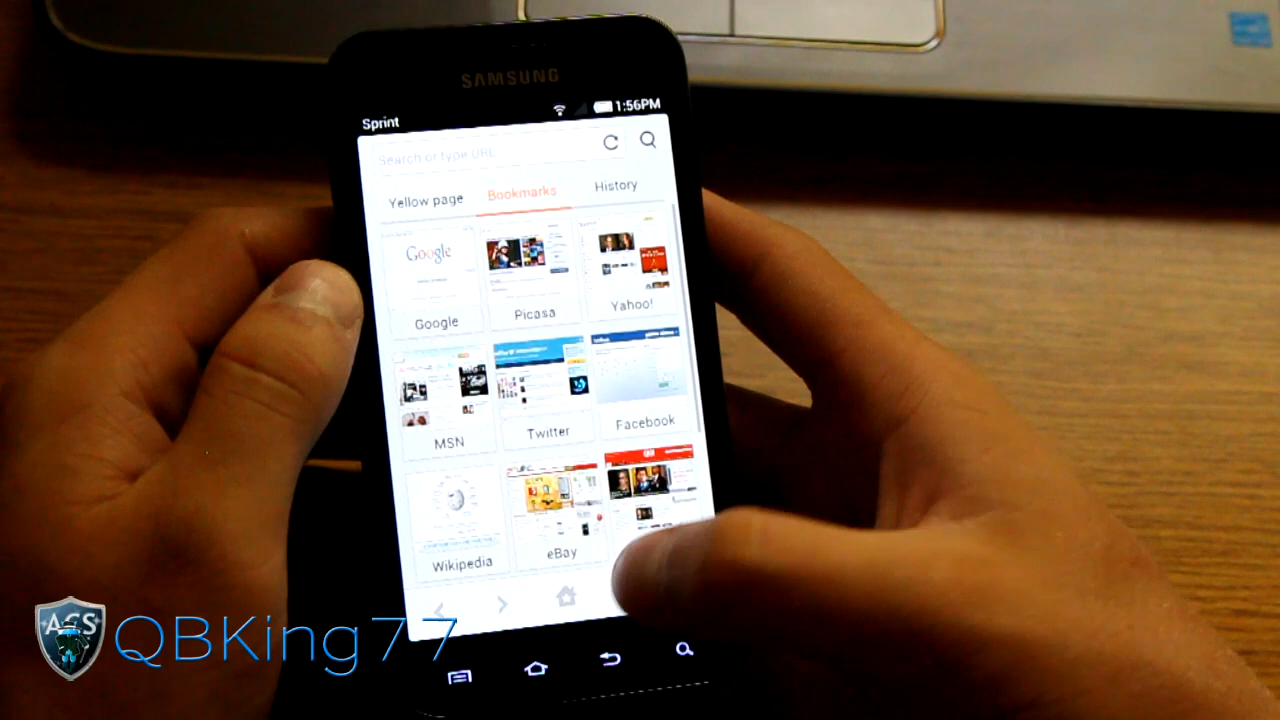 SAMSUNG
Sprint
1:56PM
Search or type URL
Yellow page
Bookmarks
History
Google
Google
Picasa
Yahoo!
MSN
Twitter
Facebook
Wikipedia
eBay
ACS
QBKing77